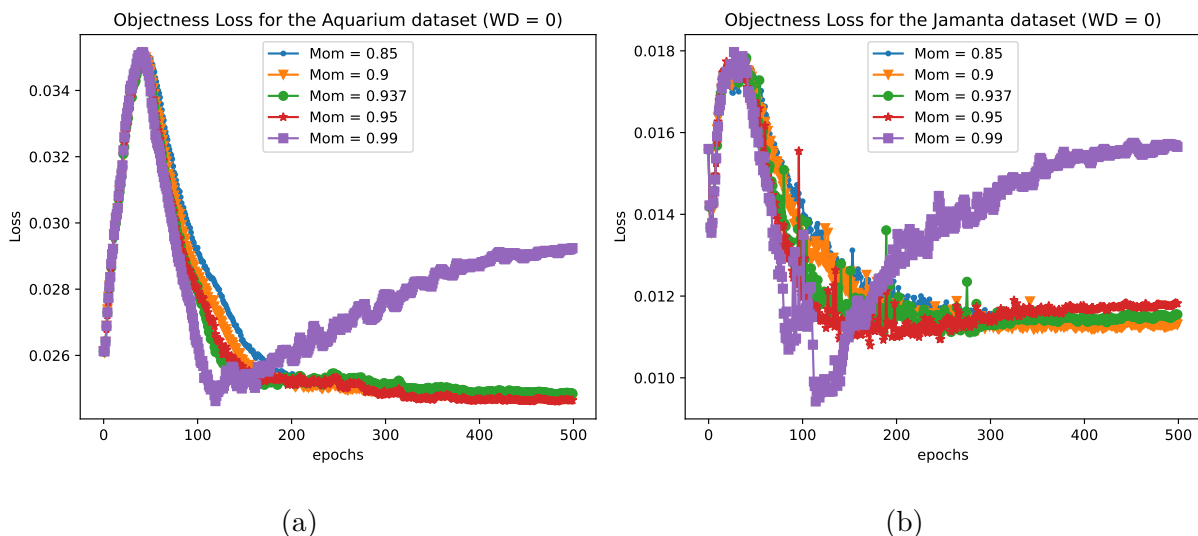 Objectness Loss for the Aquarium dataset (WD = 0)
Mom = 0.85
Mom = 0.9
Mom = 0.937
Mom = 0.95
Mom = 0.99
0.034
0.032
0.030
0.028
0.026
Loss
0
100
200
300
400
500
epochs
(a)
Objectness Loss for the Jamanta dataset (WD = 0)
Mom = 0.85
Mom = 0.9
Mom = 0.937
Mom = 0.95
Mom = 0.99
0.018
0.016
0.014
0.012
0.010
Loss
0
100
200
300
400
500
epochs
(b)